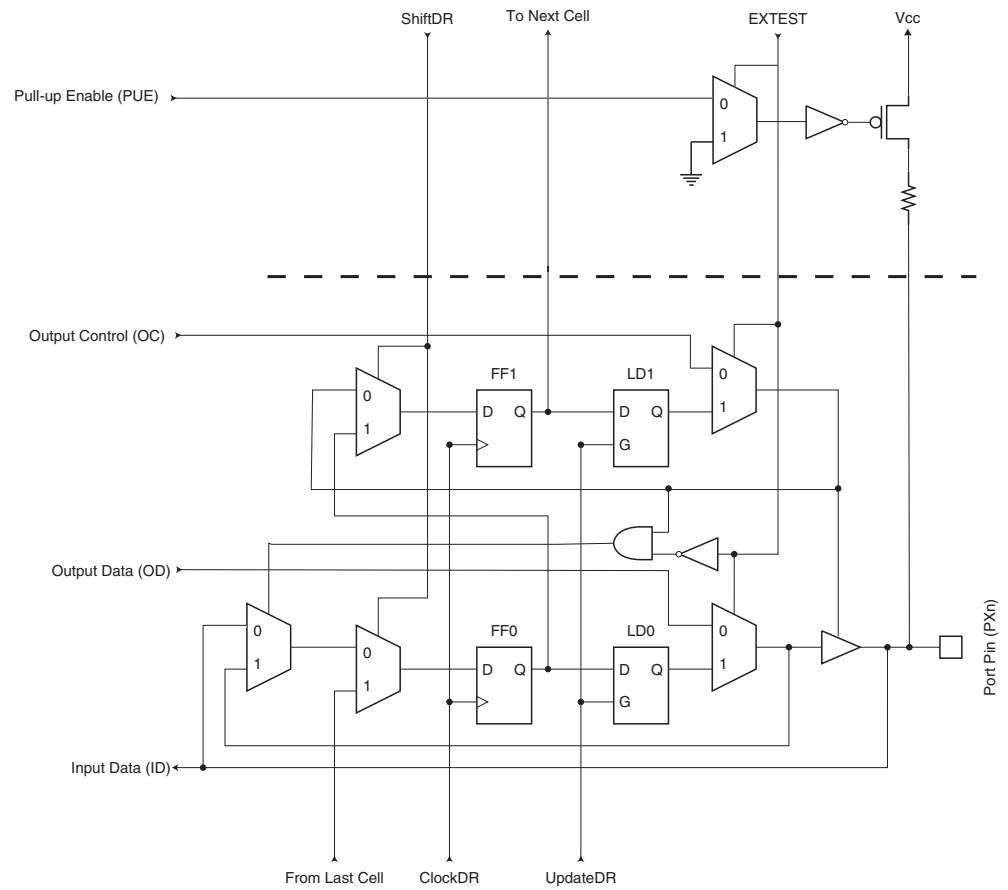 ShiftDR
To Next Cell
EXTEST
Vcc
Pull-up Enable (PUE)
0
1
Output Control (OC)
FF1
LD1
0
1
D Q
D Q
G
0
1
Output Data (OD)
FF0
LD0
0
1
0
1
D Q
D Q
G
0
1
Port Pin (PXn)
Input Data (ID)
From Last Cell
ClockDR
UpdateDR